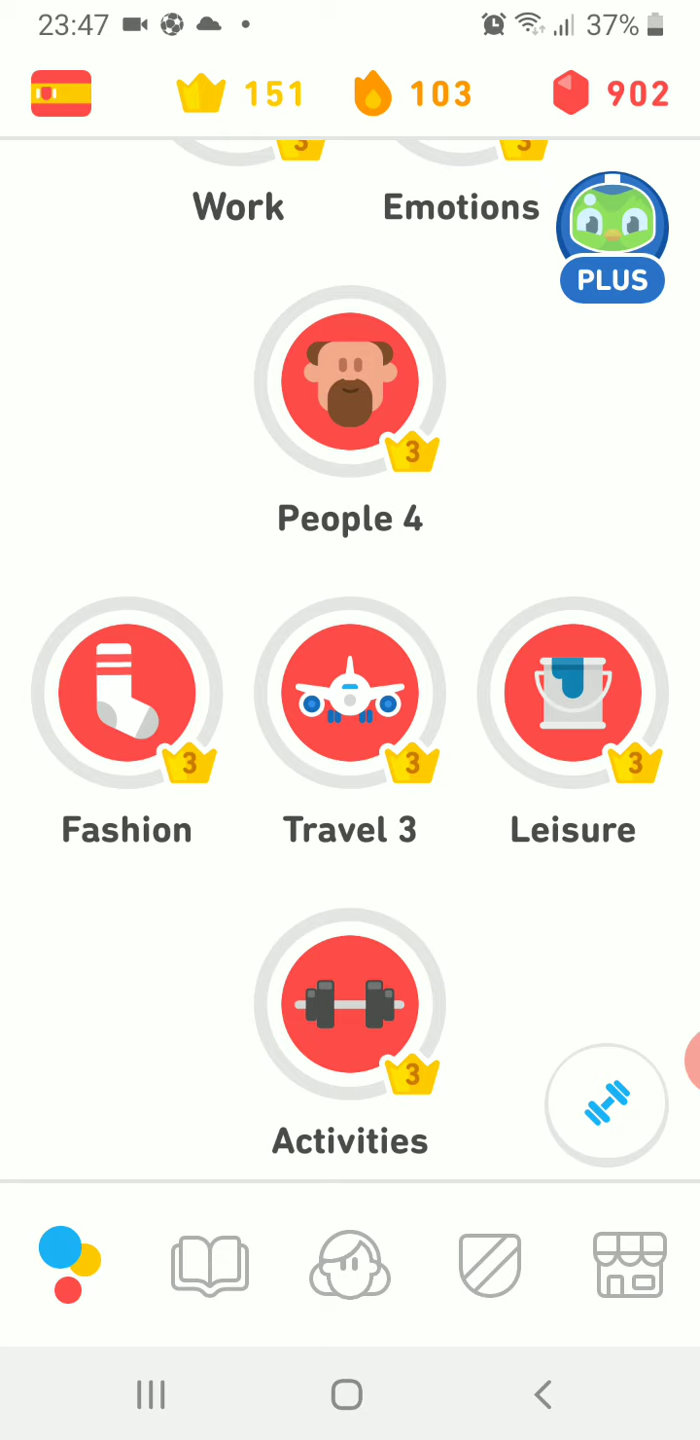 23:47 37%
151 103 902
3 3
Work Emotions
PLUS
3
People 4
3 3 3
Fashion Travel 3 Leisure
3
Activities